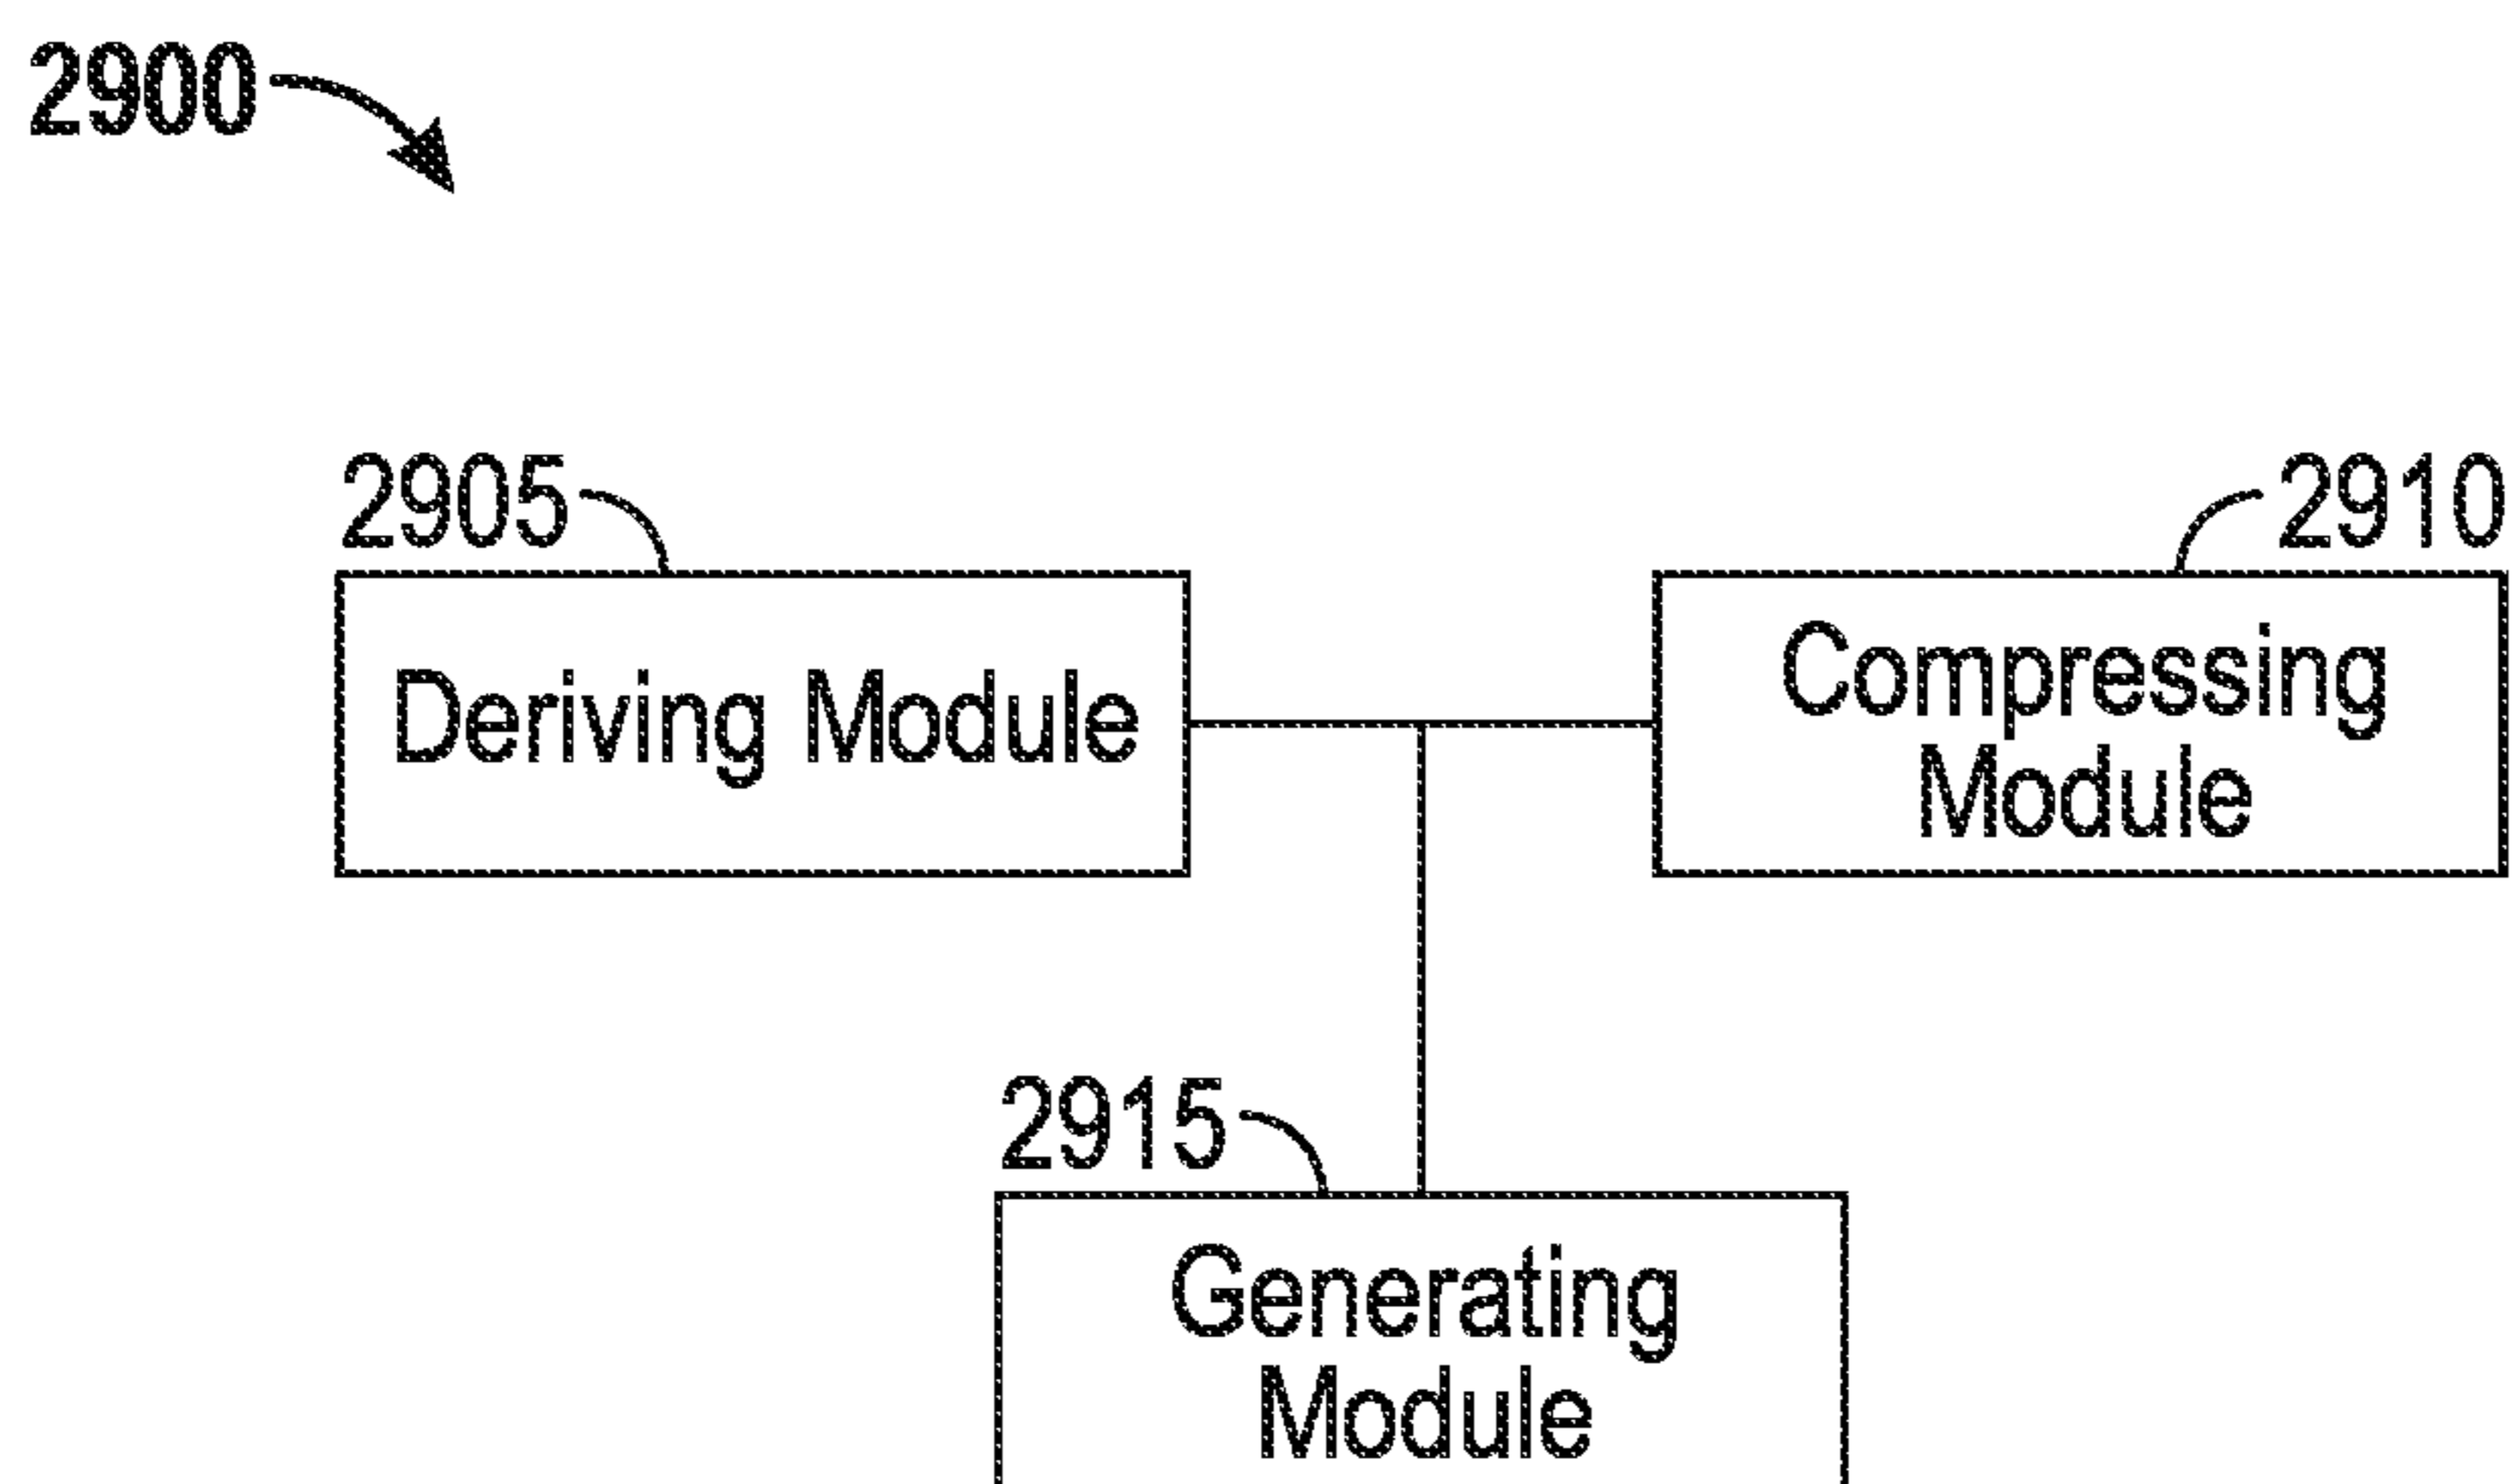 2900
2905
2910
Deriving Module
Compressing
Module
2915
Generating
Module